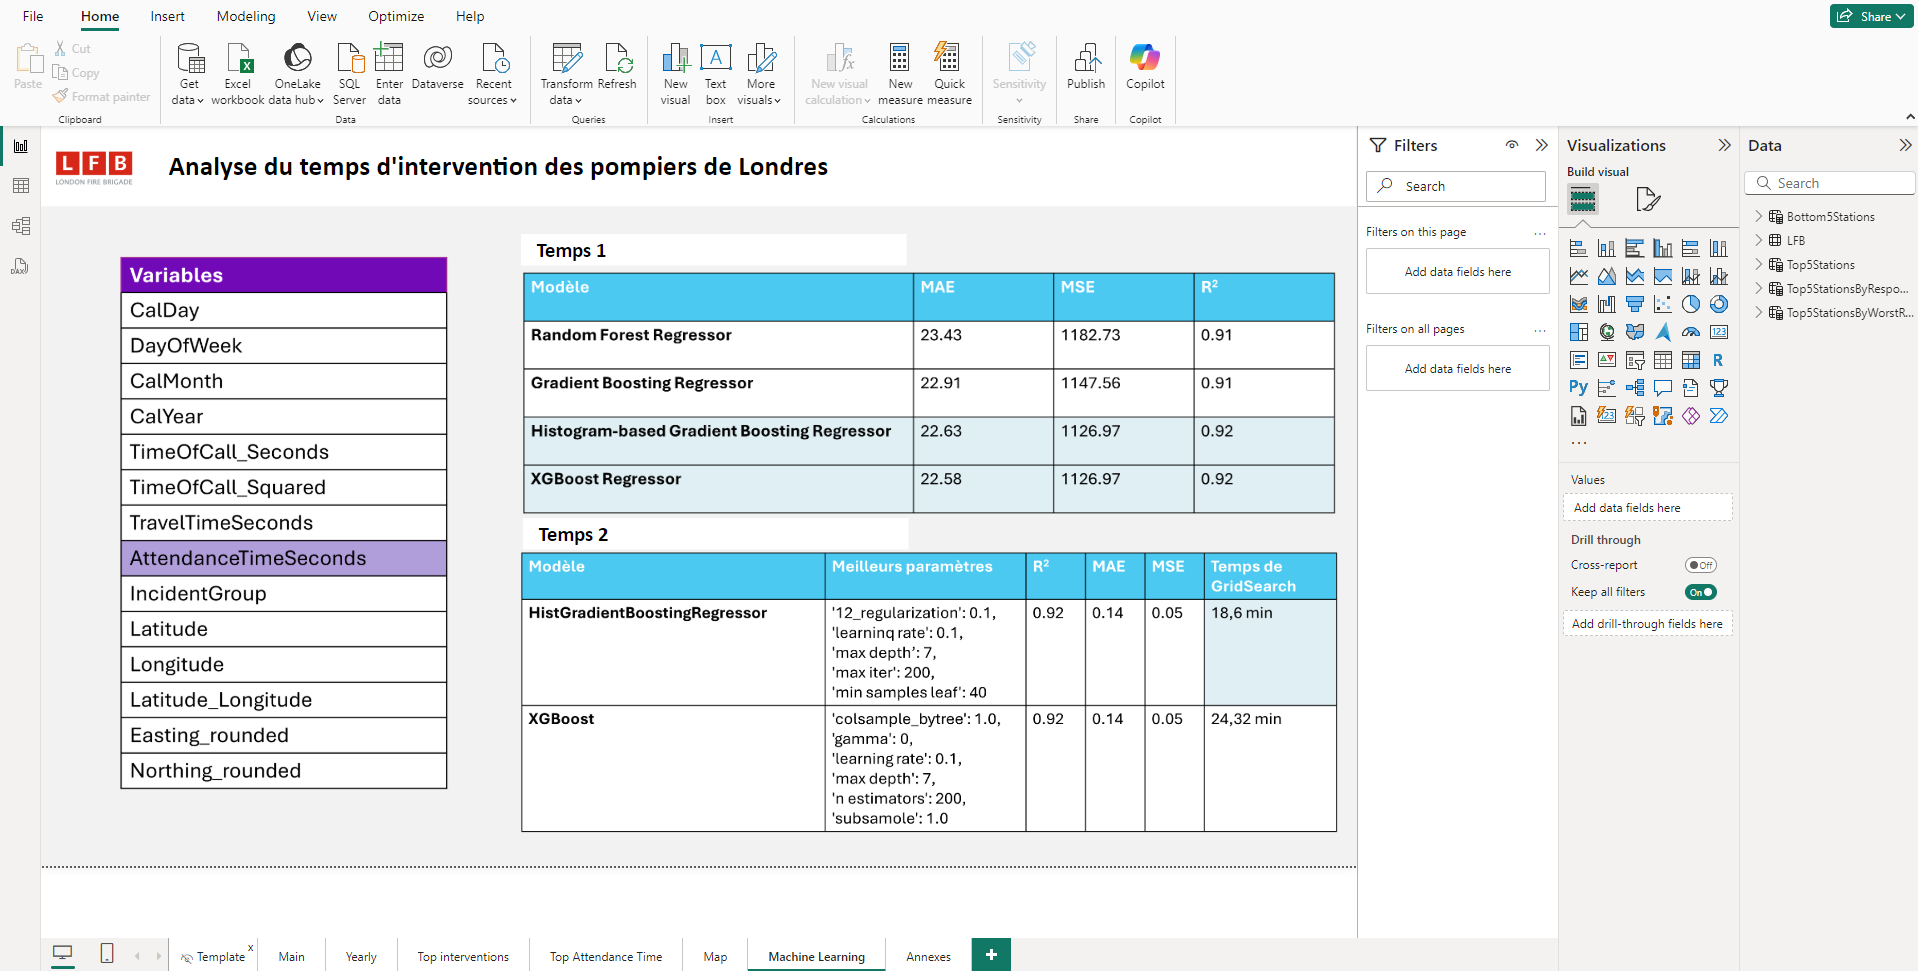 File Home Insert Modeling View Optimize Help
Share
Paste
Cut
Copy
Format painter
Clipboard
Get data
Excel workbook
OneLake data hub
SQL Server
Enter data
Dataverse
Recent sources
Data
Transform data
Refresh
Queries
New visual
Text box
More visuals
Insert
New visual calculation
New measure
Quick measure
Calculations
Sensitivity
Sensitivity
Publish
Share
Copilot
Copilot
LFB
LONDON FIRE BRIGADE
Analyse du temps d'intervention des pompiers de Londres
Variables
CalDay
DayOfWeek
CalMonth
CalYear
TimeOfCall_Seconds
TimeOfCall_Squared
TravelTimeSeconds
AttendanceTimeSeconds
IncidentGroup
Latitude
Longitude
Latitude_Longitude
Easting_rounded
Northing_rounded
Temps 1
Modèle MAE MSE R²
Random Forest Regressor 23.43 1182.73 0.91
Gradient Boosting Regressor 22.91 1147.56 0.91
Histogram-based Gradient Boosting Regressor 22.63 1126.97 0.92
XGBoost Regressor 22.58 1126.97 0.92
Temps 2
Modèle Meilleurs paramètres R² MAE MSE Temps de
GridSearch
HistGradientBoostingRegressor '12_regularization': 0.1, 0.92 0.14 0.05 18,6 min
'learninq rate': 0.1,
'max depth’: 7,
'max iter': 200,
'min samples leaf': 40
XGBoost 'colsample_bytree': 1.0, 0.92 0.14 0.05 24,32 min
'gamma': 0,
'learning rate': 0.1,
'max depth': 7,
'n estimators': 200,
'subsamole': 1.0
Filters
Search
Filters on this page ...
Add data fields here
Filters on all pages ...
Add data fields here
Visualizations
Build visual
123
R
Py
123
...
Values
Add data fields here
Drill through
Cross-report Off
Keep all filters On
Add drill-through fields here
Data
Search
Bottom5Stations
LFB
Top5Stations
Top5StationsByRespo...
Top5StationsByWorstR...
DAX
Template x
Main
Yearly
Top interventions
Top Attendance Time
Map
Machine Learning
Annexes
+